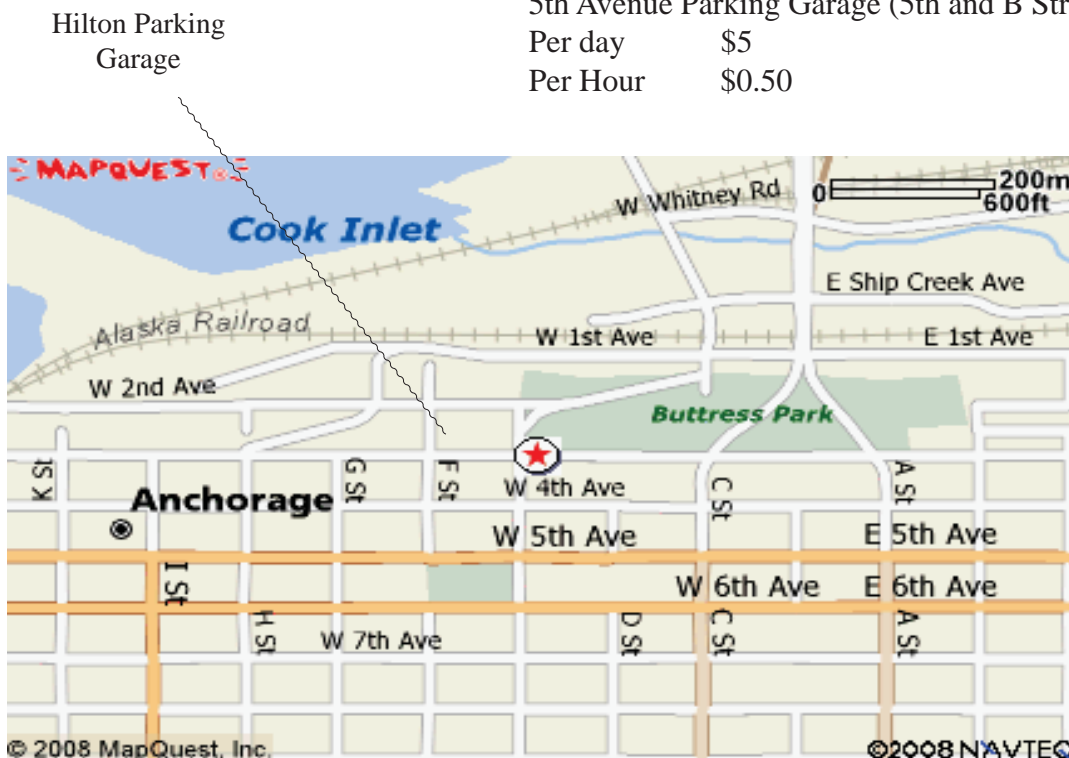 5th Avenue Parking Garage (5th and B Str
Hilton Parking
Garage
Per day $5
Per Hour $0.50
MAPQUEST®
0 200m
600ft
W Whitney Rd
Cook Inlet
E Ship Creek Ave
Alaska Railroad
W 1st Ave
E 1st Ave
W 2nd Ave
Buttress Park
K St
G St
F St
W 4th Ave
C St
A St
Anchorage
W 5th Ave
E 5th Ave
I St
W 6th Ave
E 6th Ave
H St
W 7th Ave
D St
C St
A St
© 2008 MapQuest, Inc.
©2008 NAVTEQ